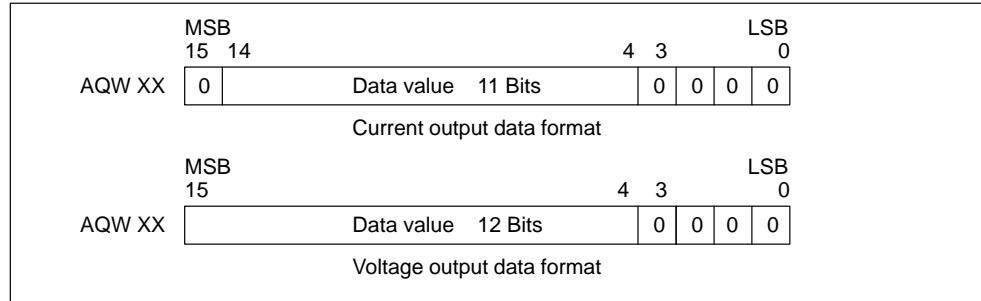 MSB LSB
15 14 4 3 0
AQW XX 0 Data value 11 Bits 0 0 0 0
Current output data format
MSB LSB
15 4 3 0
AQW XX Data value 12 Bits 0 0 0 0
Voltage output data format